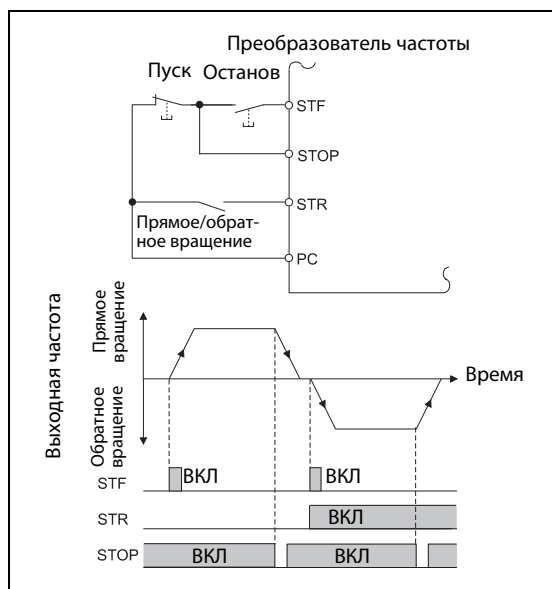 Преобразователь частоты
Пуск
Останов
STF
STOP
STR
Прямое/обрат-
ное вращение
PC
Выходная частота
Прямое
вращение
Обратное
вращение
Время
STF
ВКЛ
ВКЛ
STR
ВКЛ
STOP
ВКЛ
ВКЛ